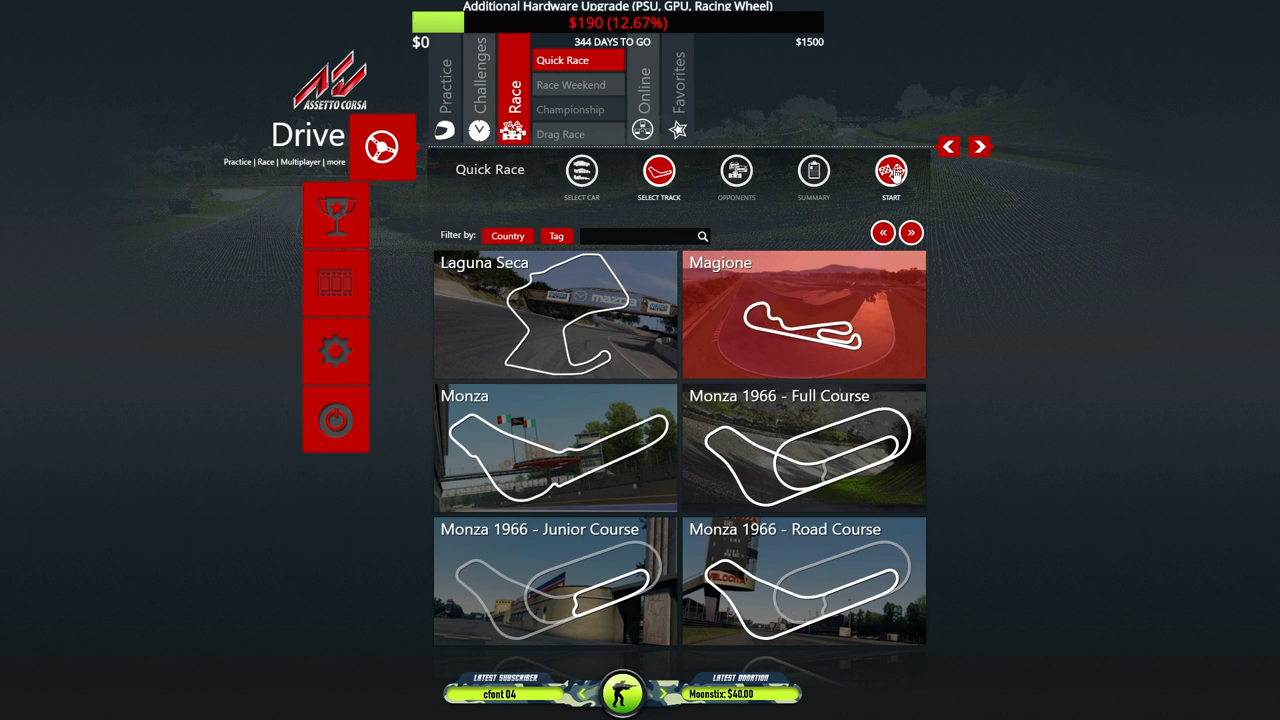 Additional Hardware Upgrade (PSU, GPU, Racing Wheel)
$190 (12.67%)
$0
344 DAYS TO GO
$1500
Practice
Challenges
Race
Quick Race
Race Weekend
Championship
Drag Race
Online
Favorites
ASSETTO CORSA
Drive
Practice | Race | Multiplayer | more
Quick Race
SELECT CAR
SELECT TRACK
OPPONENTS
SUMMARY
START
Filter by:
Country
Tag
Laguna Seca
mazda
Magione
Monza
Monza 1966 - Full Course
Monza 1966 - Junior Course
Monza 1966 - Road Course
LATEST SUBSCRIBER
cfont 04
LATEST DONATION
Moonstix: $40.00